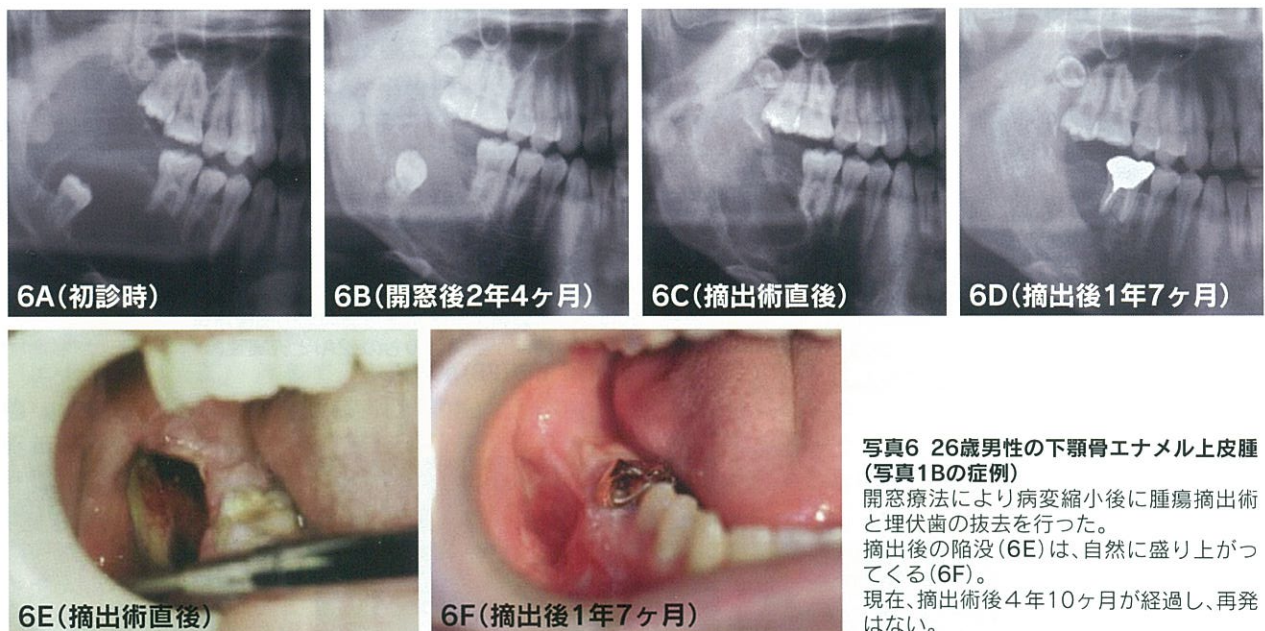 6A(初診時)
6B(開窓後2年4ヶ月)
6C(摘出術直後)
6D(摘出後1年7ヶ月)
6E(摘出術直後)
6F(摘出後1年7ヶ月)
写真6 26歳男性の下顎骨エナメル上皮腫
(写真1Bの症例)
開窓療法により病変縮小後に腫瘍摘出術
と埋伏歯の抜去を行った。
摘出後の陥没(6E)は、自然に盛り上がっ
てくる(6F)。
現在、摘出術後4年10ヶ月が経過し、再発
はない。